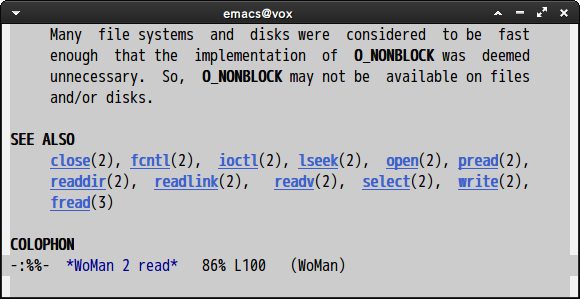 emacs@vox
Many file systems and disks were considered to be fast
enough that the implementation of O_NONBLOCK was deemed
unnecessary. So, O_NONBLOCK may not be available on files
and/or disks.
SEE ALSO
close(2), fcntl(2), ioctl(2), lseek(2), open(2), pread(2),
readdir(2), readlink(2), readv(2), select(2), write(2),
fread(3)
COLOPHON
-:%%- *WoMan 2 read* 86% L100 (WoMan)